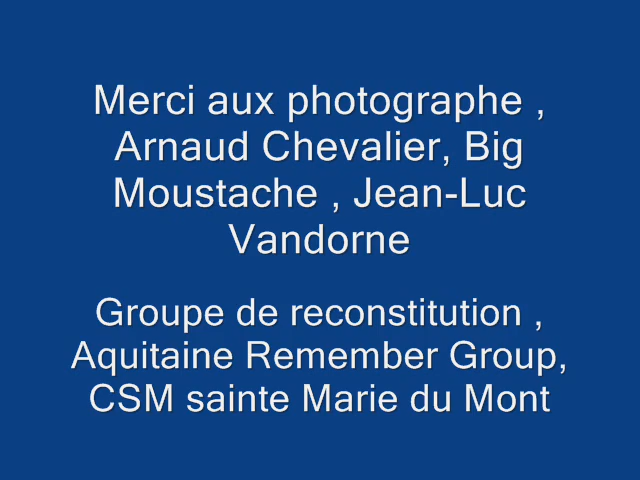 Merci aux photographe ,
Arnaud Chevalier, Big
Moustache , Jean-Luc
Vandorne
Groupe de reconstitution ,
Aquitaine Remember Group,
CSM sainte Marie du Mont